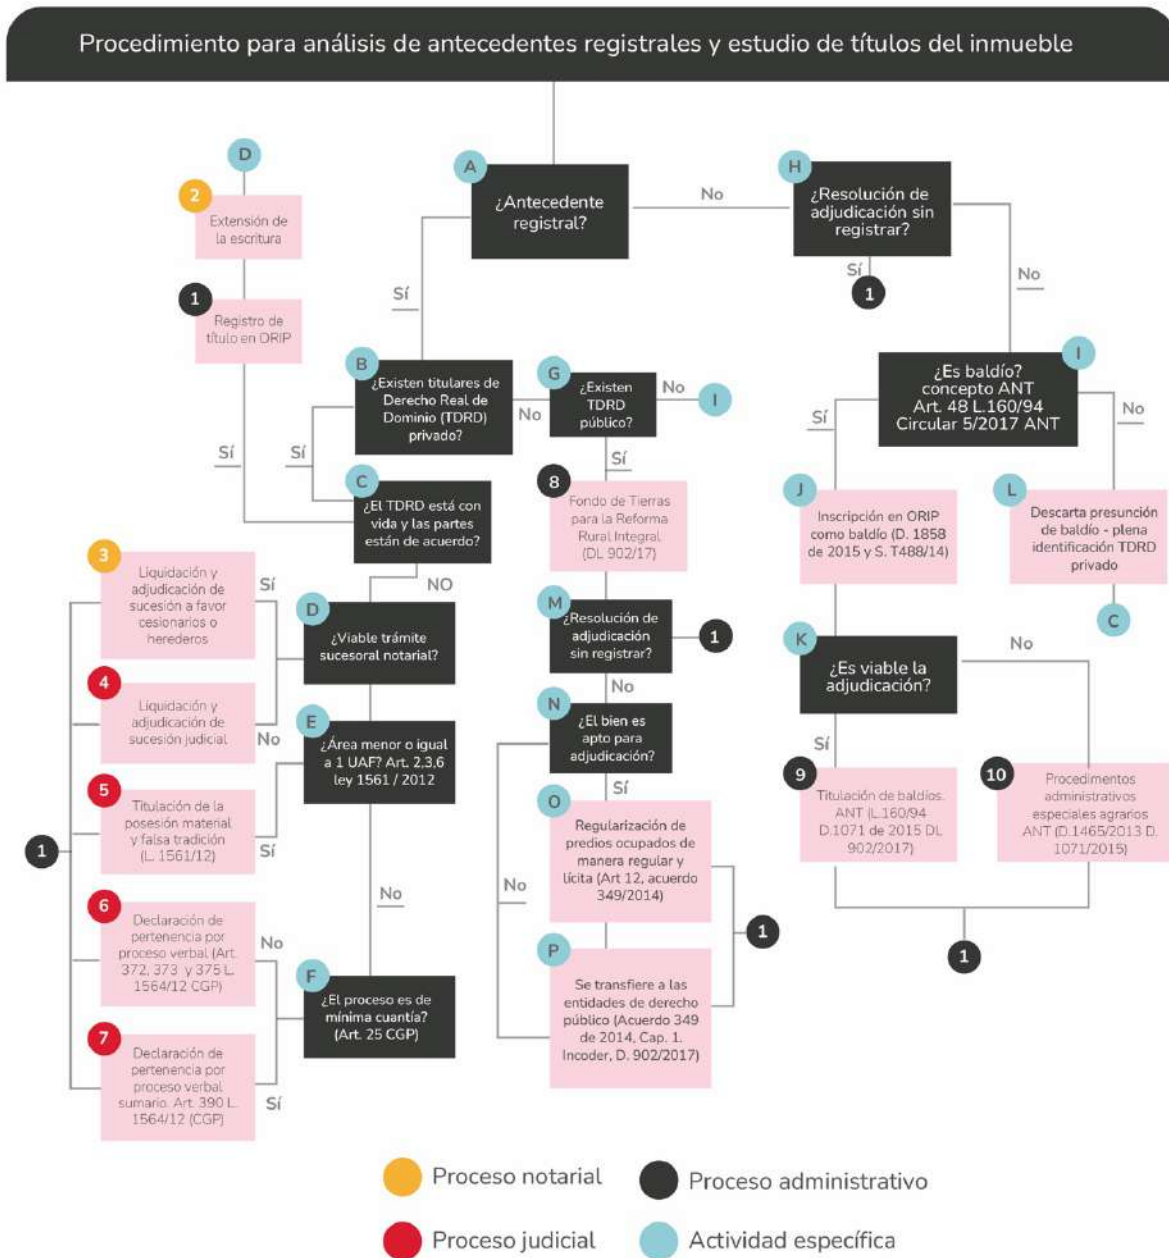 Procedimiento para análisis de antecedentes registrales y estudio de títulos del inmueble
D
2
Extensión de
la escritura
1
Registro de
título en ORIP
Sí
A
¿Antecedente
registral?
No
Sí
H
¿Resolución de
adjudicación sin
registrar?
Sí
1
No
B
¿Existen titulares de
Derecho Real de
Dominio (TDRD)
privado?
No
Sí
G
¿Existen
TDRD
público?
No
I
Sí
I
¿Es baldío?
concepto ANT
Art. 48 L.160/94
Circular 5/2017 ANT
Sí
No
C
¿El TDRD está con
vida y las partes
están de acuerdo?
NO
8
Fondo de Tierras
para la Reforma
Rural Integral
(DL 902/17)
J
Inscripción en ORIP
como baldío (D. 1858
de 2015 y S. T488/14)
L
Descarta presunción
de baldío - plena
identificación TDRD
privado
C
3
Liquidación y
adjudicación de
sucesión a favor
cesionarios o
herederos
Sí
D
¿Viable trámite
sucesoral notarial?
M
¿Resolución de
adjudicación
sin registrar?
1
No
K
¿Es viable la
adjudicación?
No
Sí
4
Liquidación y
adjudicación de
sucesión judicial
No
E
¿Área menor o igual
a 1 UAF? Art. 2,3,6
ley 1561 / 2012
N
¿El bien es
apto para
adjudicación?
Sí
No
5
Titulación de la
posesión material
y falsa tradición
(L. 1561/12)
Sí
No
1
O
Regularización de
predios ocupados de
manera regular y
lícita (Art 12, acuerdo
349/2014)
9
Titulación de baldíos.
ANT (L.160/94
D.1071 de 2015 DL
902/2017)
10
Procedimentos
administrativos
especiales agrarios
ANT (D.1465/2013 D.
1071/2015)
1
6
Declaración de
pertenencia por
proceso verbal (Art.
372, 373 y 375 L.
1564/12 CGP)
No
F
¿El proceso es de
mínima cuantía?
(Art. 25 CGP)
P
Se transfiere a las
entidades de derecho
público (Acuerdo 349
de 2014, Cap. 1.
Incoder, D. 902/2017)
1
7
Declaración de
pertenencia por
proceso verbal
sumario. Art. 390 L.
1564/12 (CGP)
Sí
Proceso notarial
Proceso administrativo
Proceso judicial
Actividad específica